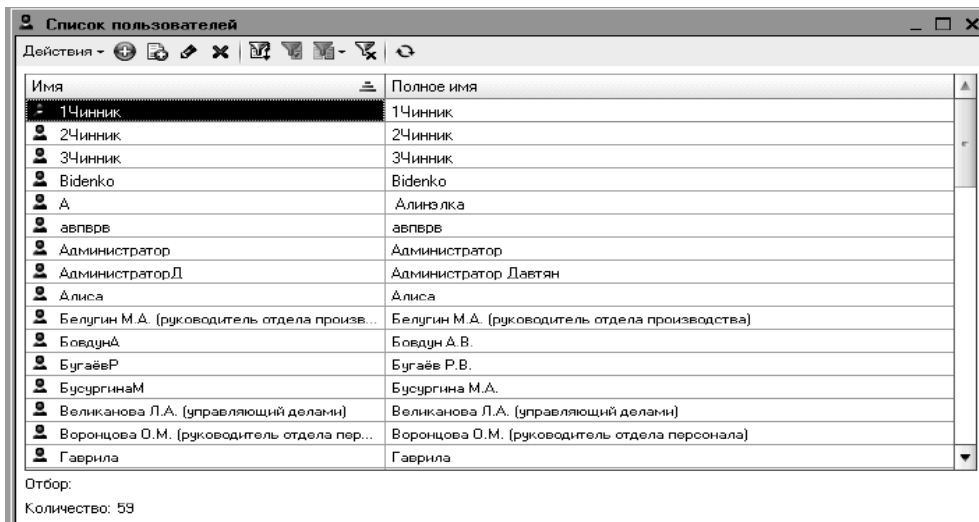 Список пользователей
Действия
Имя Полное имя
1Чинник 1Чинник
2Чинник 2Чинник
3Чинник 3Чинник
Bidenko Bidenko
А Алинэлка
авпврв авпврв
Администратор Администратор
АдминистраторД Администратор Давтян
Алиса Алиса
Белугин М.А. (руководитель отдела произв... Белугин М.А. (руководитель отдела производства)
БовдунА Бовдун А.В.
БугаёвР Бугаёв Р.В.
БусургинаМ Бусургина М.А.
Великанова Л.А. (управляющий делами) Великанова Л.А. (управляющий делами)
Воронцова О.М. (руководитель отдела пер... Воронцова О.М. (руководитель отдела персонала)
Гаврила Гаврила
Отбор:
Количество: 59